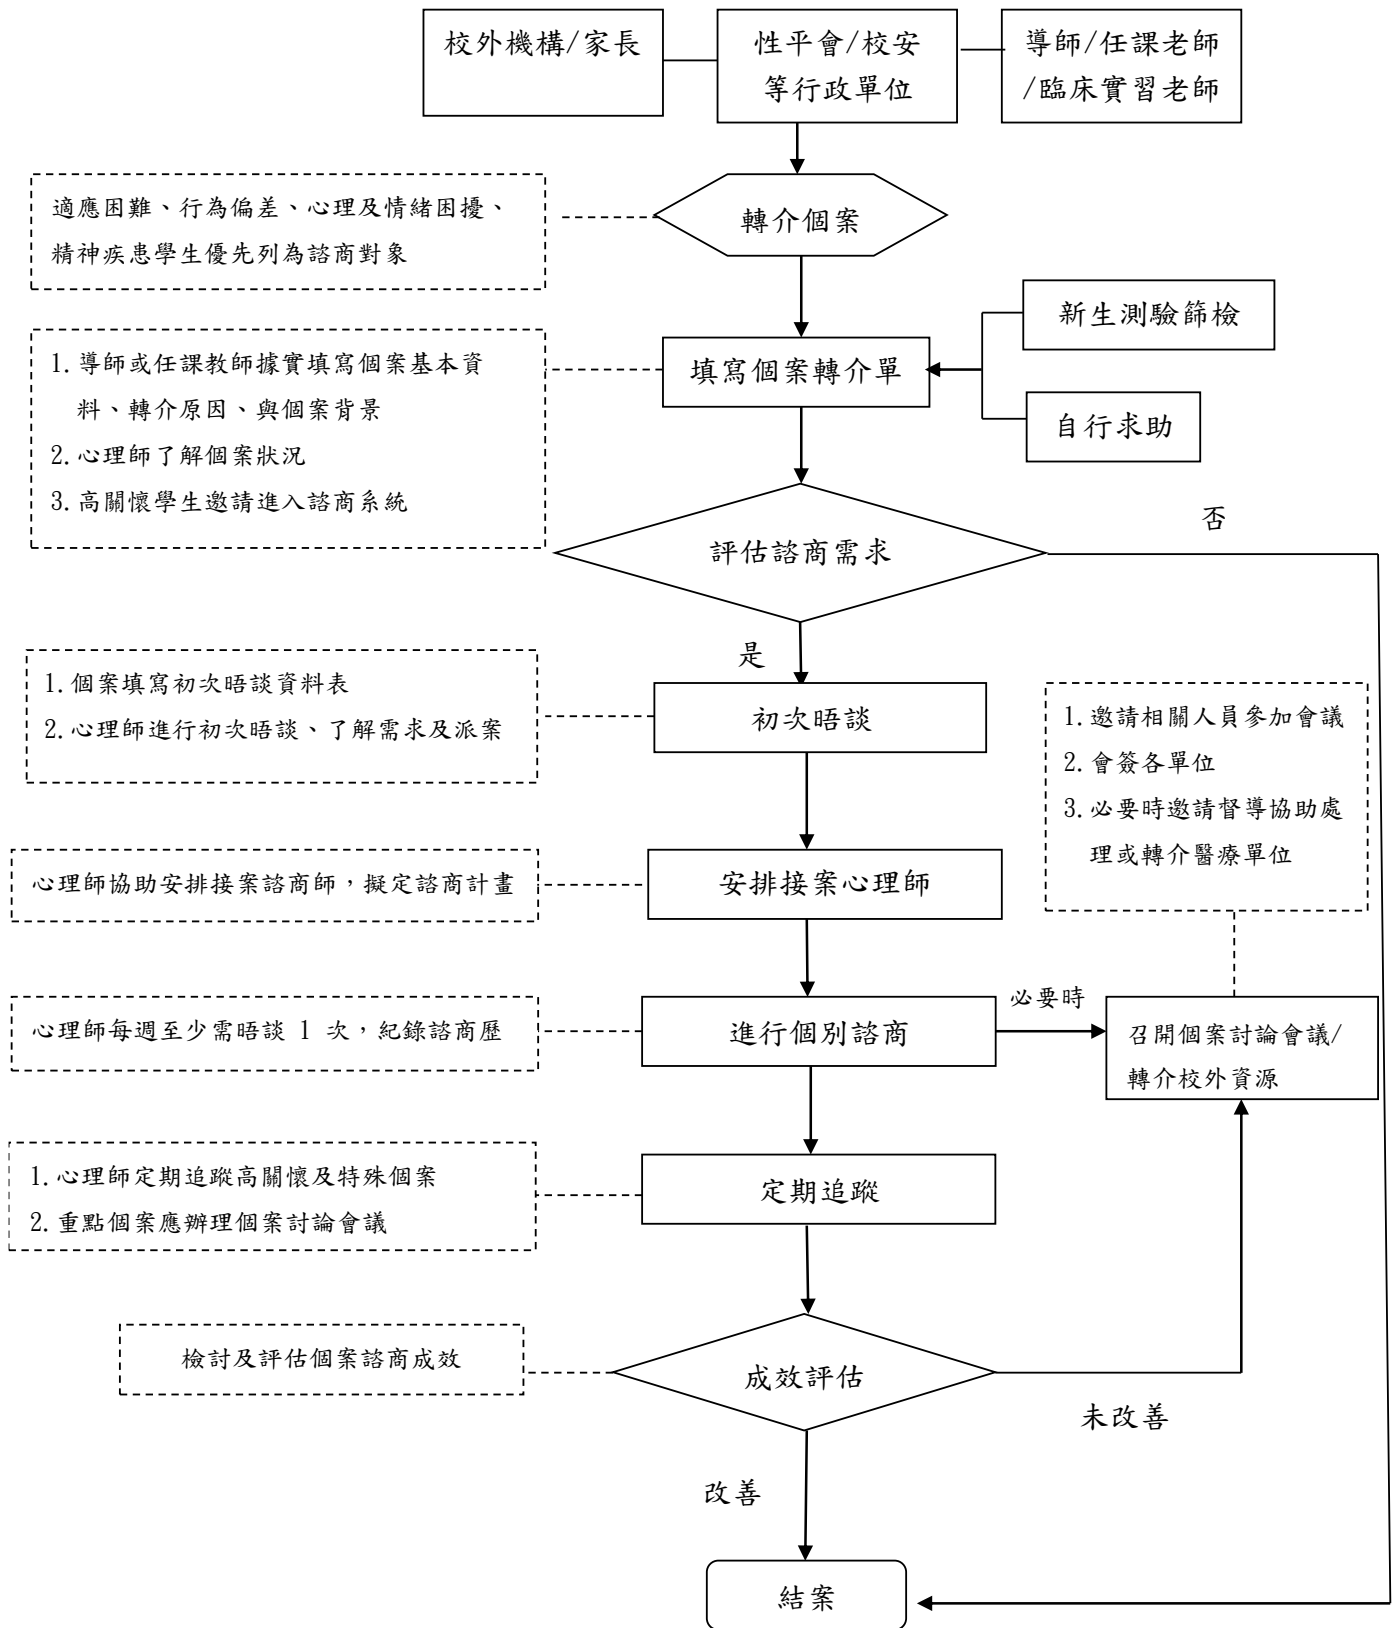 校外機構/家長
性平會/校安
等行政單位
導師/任課老師
/臨床實習老師
適應困難、行為偏差、心理及情緒困擾、
精神疾患學生優先列為諮商對象
轉介個案
新生測驗篩檢
1.導師或任課教師據實填寫個案基本資
料、轉介原因、與個案背景
2.心理師了解個案狀況
3.高關懷學生邀請進入諮商系統
填寫個案轉介單
自行求助
否
評估諮商需求
是
1.個案填寫初次晤談資料表
2.心理師進行初次晤談、了解需求及派案
初次晤談
1.邀請相關人員參加會議
2.會簽各單位
3.必要時邀請督導協助處
理或轉介醫療單位
心理師協助安排接案諮商師，擬定諮商計畫
安排接案心理師
心理師每週至少需晤談 1 次，紀錄諮商歷
進行個別諮商
必要時
召開個案討論會議/
轉介校外資源
1.心理師定期追蹤高關懷及特殊個案
2.重點個案應辦理個案討論會議
定期追蹤
檢討及評估個案諮商成效
成效評估
未改善
改善
結案